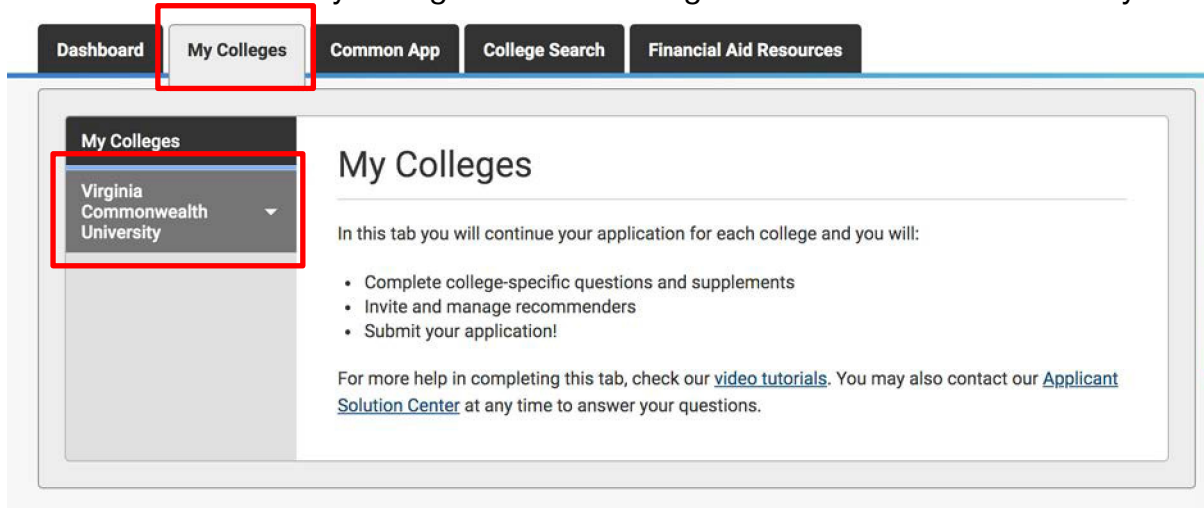 Dashboard My Colleges Common App College Search Financial Aid Resources
My Colleges
Virginia
Commonwealth
University
My Colleges
In this tab you will continue your application for each college and you will:
• Complete college-specific questions and supplements
• Invite and manage recommenders
• Submit your application!
For more help in completing this tab, check our video tutorials. You may also contact our Applicant
Solution Center at any time to answer your questions.